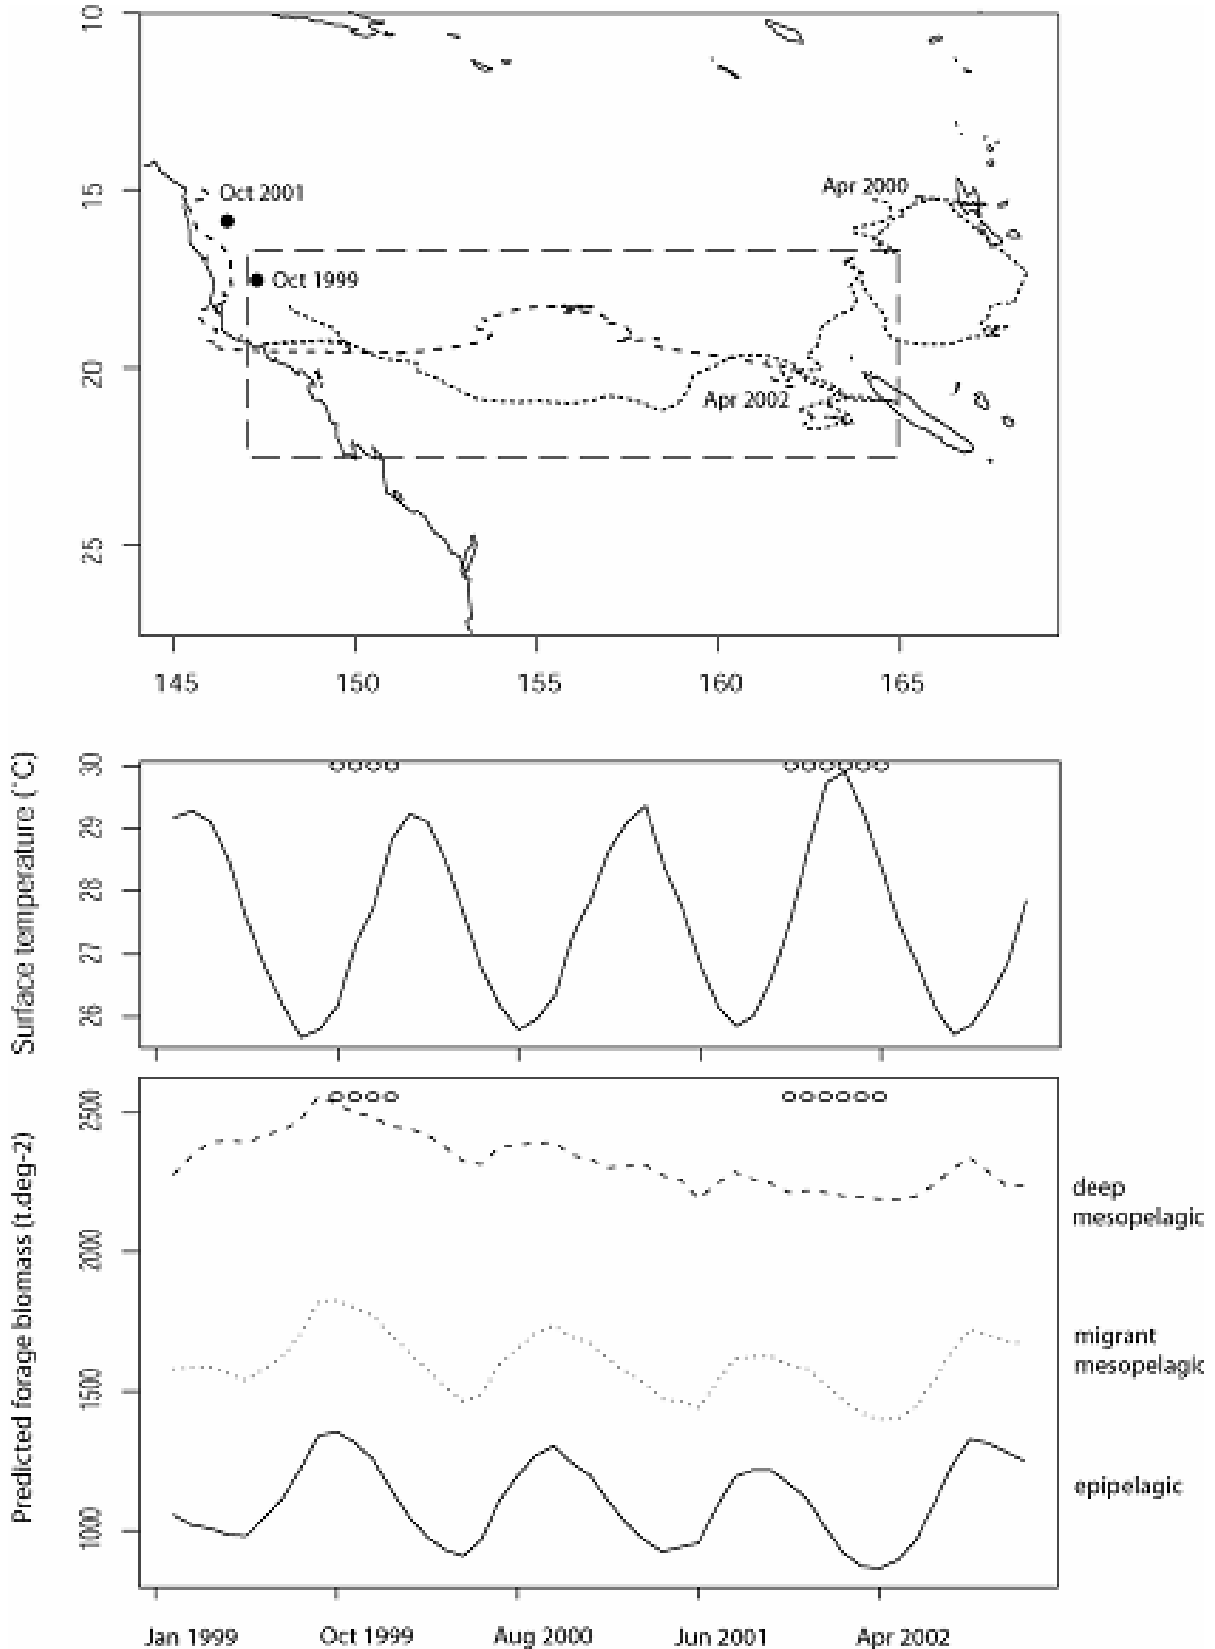 10
15
20
25
Oct 2001
Apr 2000
Oct 1999
Apr 2002
145 150 155 160 165
Surface temperature (°C)
30
29
28
27
26
Predicted forage biomass (t.deg-2)
2500
2000
1500
1000
deep
mesopelagic
migrant
mesopelagic
epipelagic
Jan 1999 Oct 1999 Aug 2000 Jun 2001 Apr 2002